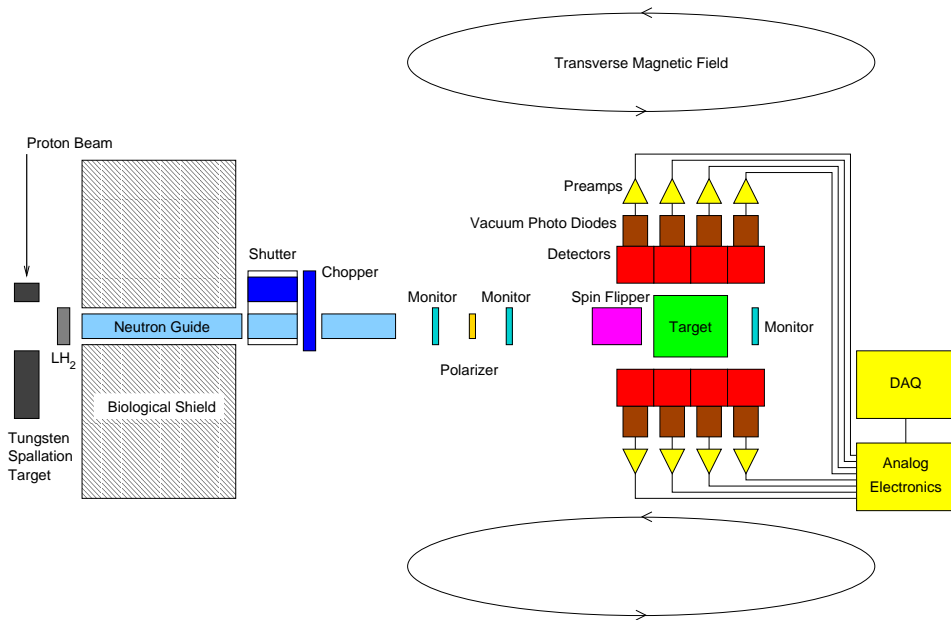 Transverse Magnetic Field
Proton Beam
Preamps
Vacuum Photo Diodes
Shutter
Detectors
Chopper
Monitor
Monitor
Spin Flipper
Neutron Guide
Target
Monitor
LH2
Polarizer
DAQ
Biological Shield
Tungsten
Spallation
Target
Analog
Electronics